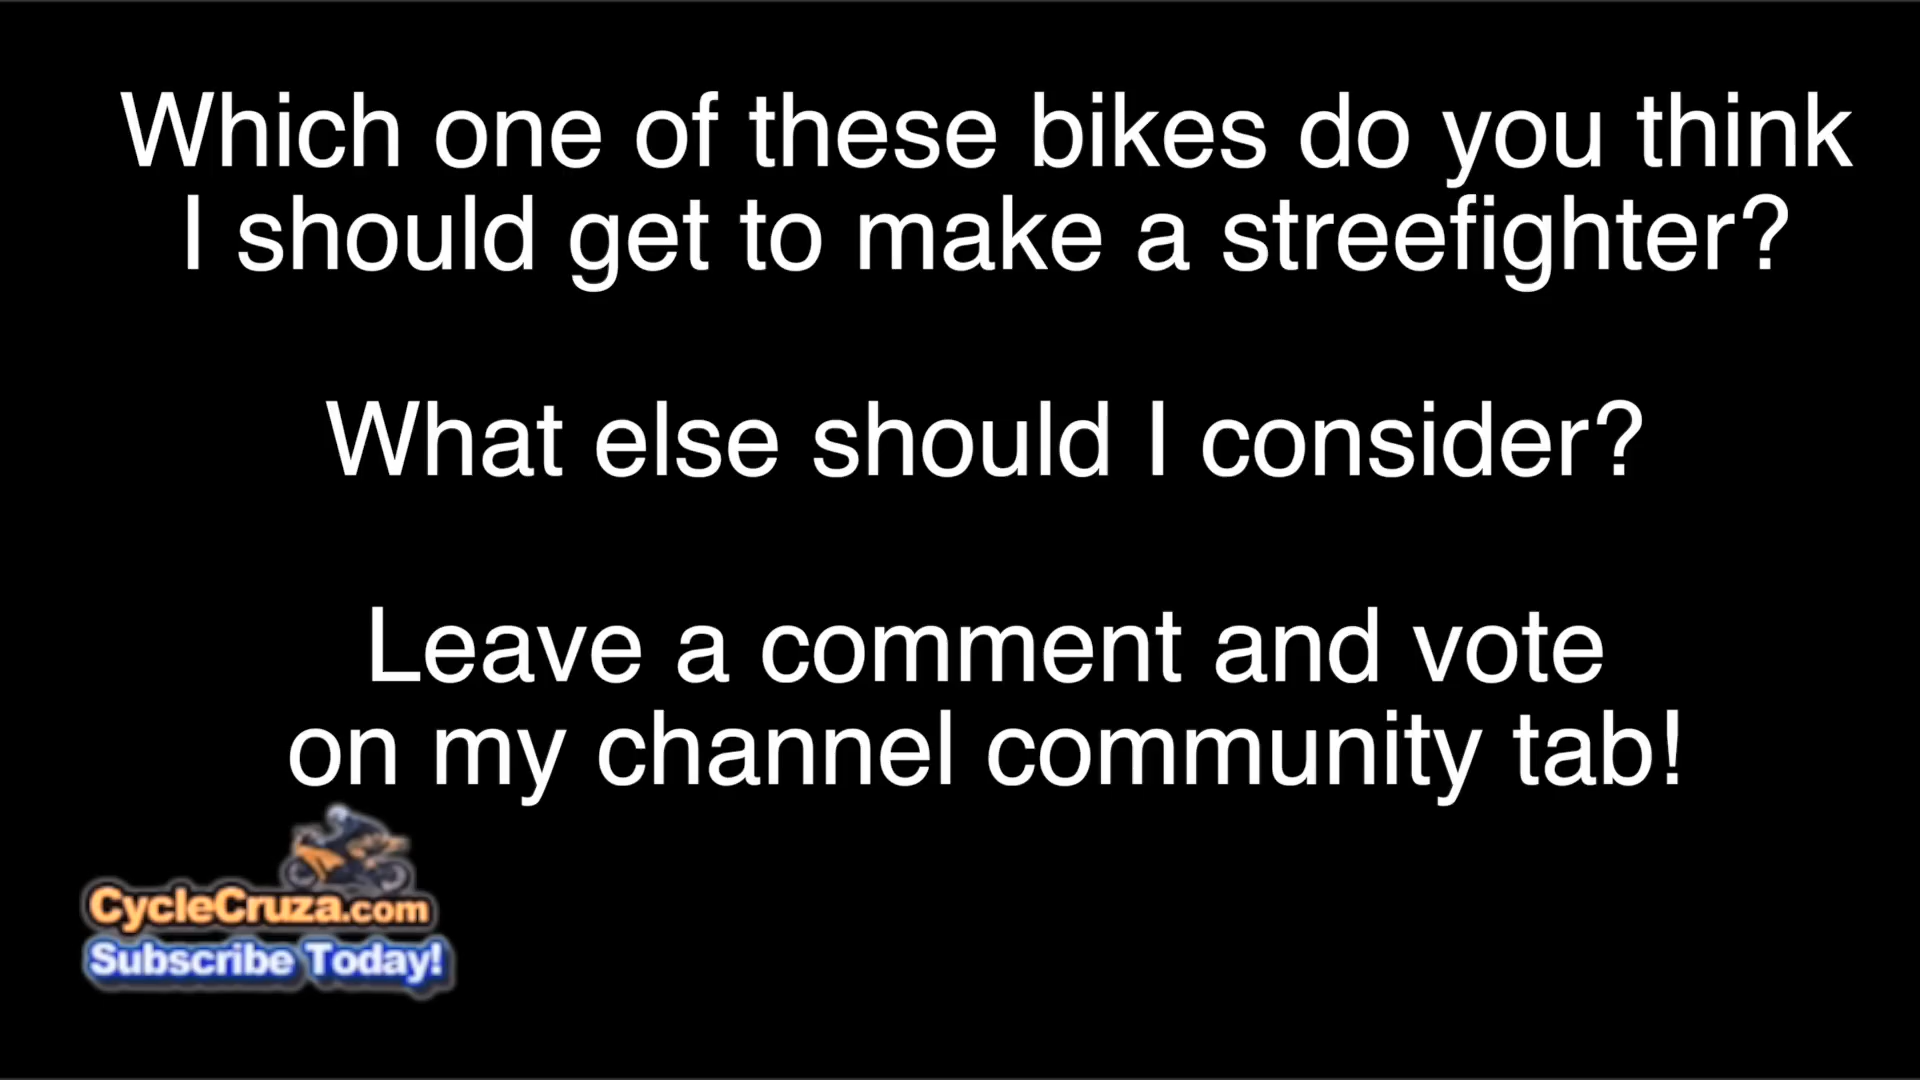 Which one of these bikes do you think
I should get to make a streefighter?
What else should I consider?
Leave a comment and vote
on my channel community tab!
CycleCruza.com
Subscribe Today!